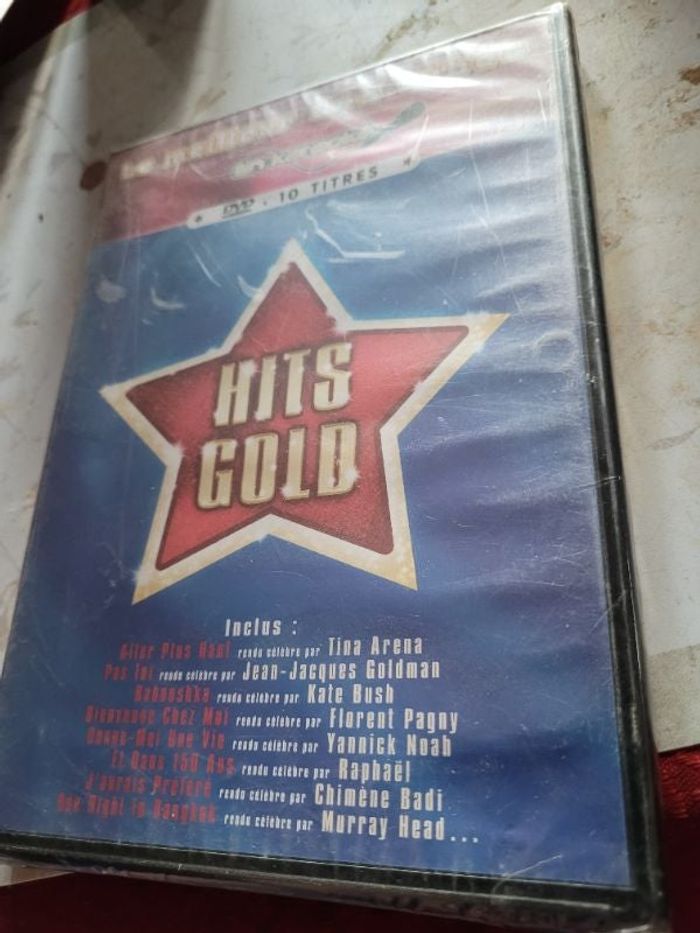 DVD • 10 TITRES
HITS
GOLD
Inclus :
Aller Plus Haut rendu célèbre par Tina Arena
Pas Toi rendu célèbre par Jean-Jacques Goldman
Babooshka rendu célèbre par Kate Bush
Bienvenue Chez Moi rendu célèbre par Florent Pagny
Donne-Moi Une Vie rendu célèbre par Yannick Noah
Et Dans 150 Ans rendu célèbre par Raphaël
J'aurais Préféré rendu célèbre par Chimène Badi
One Night In Bangkok rendu célèbre par Murray Head...